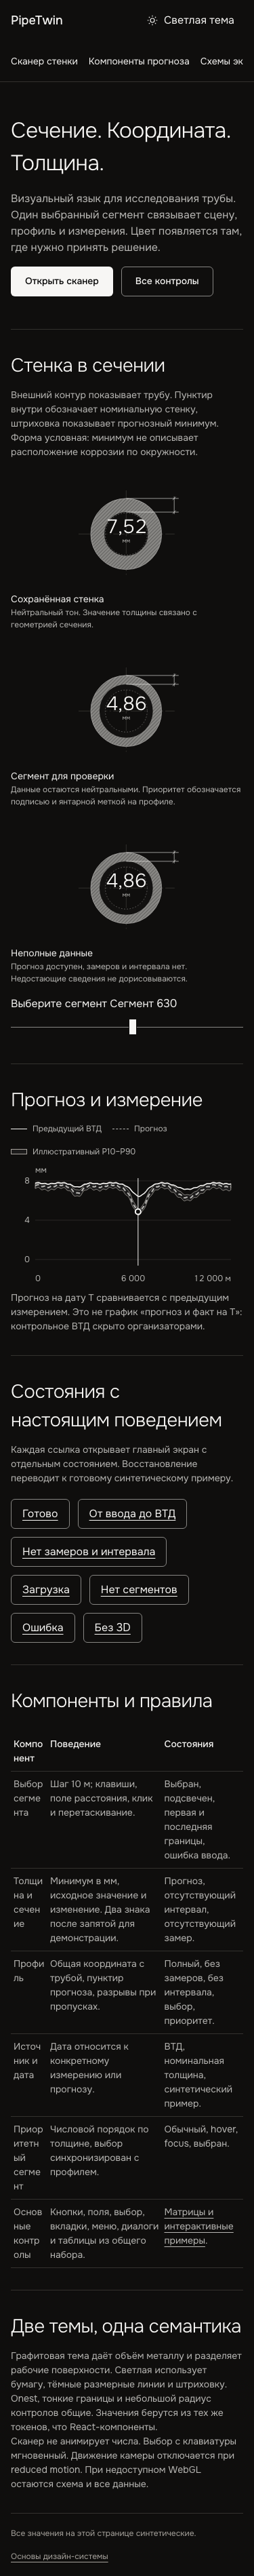 PipeTwin
Светлая тема
Сканер стенки Компоненты прогноза Схемы эк
Сечение. Координата.
Толщина.
Визуальный язык для исследования трубы.
Один выбранный сегмент связывает сцену,
профиль и измерения. Цвет появляется там,
где нужно принять решение.
Открыть сканер
Все контролы
Стенка в сечении
Внешний контур показывает трубу. Пунктир
внутри обозначает номинальную стенку,
штриховка показывает прогнозный минимум.
Форма условная: минимум не описывает
расположение коррозии по окружности.
7,52
мм
Сохранённая стенка
Нейтральный тон. Значение толщины связано с
геометрией сечения.
4,86
мм
Сегмент для проверки
Данные остаются нейтральными. Приоритет обозначается
подписью и янтарной меткой на профиле.
4,86
мм
Неполные данные
Прогноз доступен, замеров и интервала нет.
Недостающие сведения не дорисовываются.
Выберите сегмент Сегмент 630
Прогноз и измерение
Предыдущий ВТД
Прогноз
Иллюстративный P10–P90
мм
8
4
0
0
6 000
12 000 м
Прогноз на дату T сравнивается с предыдущим
измерением. Это не график «прогноз и факт на T»:
контрольное ВТД скрыто организаторами.
Состояния с
настоящим поведением
Каждая ссылка открывает главный экран с
отдельным состоянием. Восстановление
переводит к готовому синтетическому примеру.
Готово
От ввода до ВТД
Нет замеров и интервала
Загрузка
Нет сегментов
Ошибка
Без 3D
Компоненты и правила
Компо
нент
Поведение
Состояния
Выбор
сегме
нта
Шаг 10 м; клавиши,
поле расстояния, клик
и перетаскивание.
Выбран,
подсвечен,
первая и
последняя
границы,
ошибка ввода.
Толщи
на и
сечен
ие
Минимум в мм,
исходное значение и
изменение. Два знака
после запятой для
демонстрации.
Прогноз,
отсутствующий
интервал,
отсутствующий
замер.
Профи
ль
Общая координата с
трубой, пунктир
прогноза, разрывы при
пропусках.
Полный, без
замеров, без
интервала,
выбор,
приоритет.
Источ
ник и
дата
Дата относится к
конкретному
измерению или
прогнозу.
ВТД,
номинальная
толщина,
синтетический
пример.
Приор
итетн
ый
сегме
нт
Числовой порядок по
толщине, выбор
синхронизирован с
профилем.
Обычный, hover,
focus, выбран.
Основ
ные
контр
олы
Кнопки, поля, выбор,
вкладки, меню, диалоги
и таблицы из общего
набора.
Матрицы и
интерактивные
примеры.
Две темы, одна семантика
Графитовая тема даёт объём металлу и разделяет
рабочие поверхности. Светлая использует
бумагу, тёмные размерные линии и штриховку.
Onest, тонкие границы и небольшой радиус
контролов общие. Значения берутся из тех же
токенов, что React-компоненты.
Сканер не анимирует числа. Выбор с клавиатуры
мгновенный. Движение камеры отключается при
reduced motion. При недоступном WebGL
остаются схема и все данные.
Все значения на этой странице синтетические.
Основы дизайн-системы